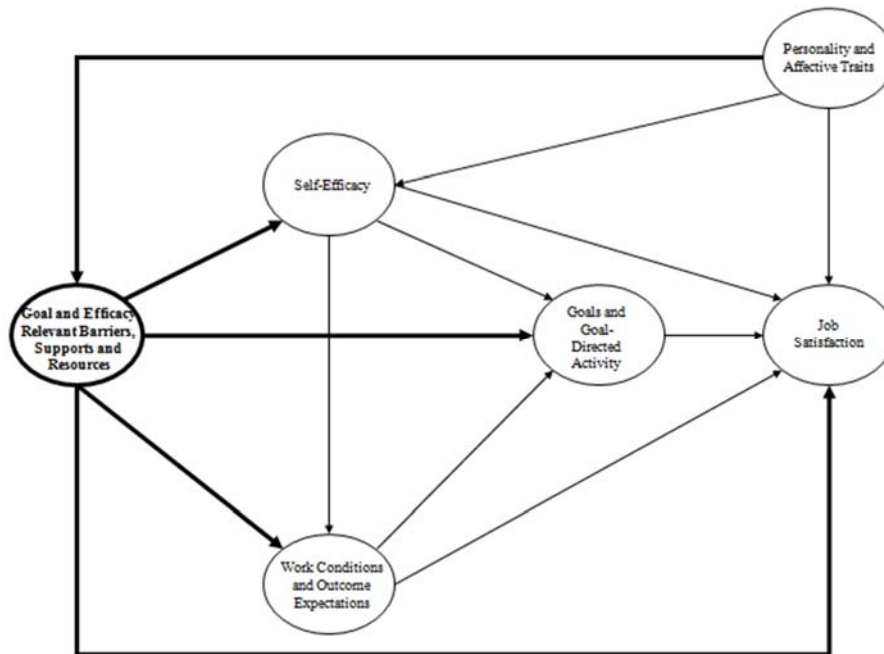 Personality and
Affective Traits
Self-Efficacy
Goal and Efficacy
Relevant Barriers,
Supports and
Resources
Goals and
Goal-
Directed
Activity
Job
Satisfaction
Work Conditions
and Outcome
Expectations